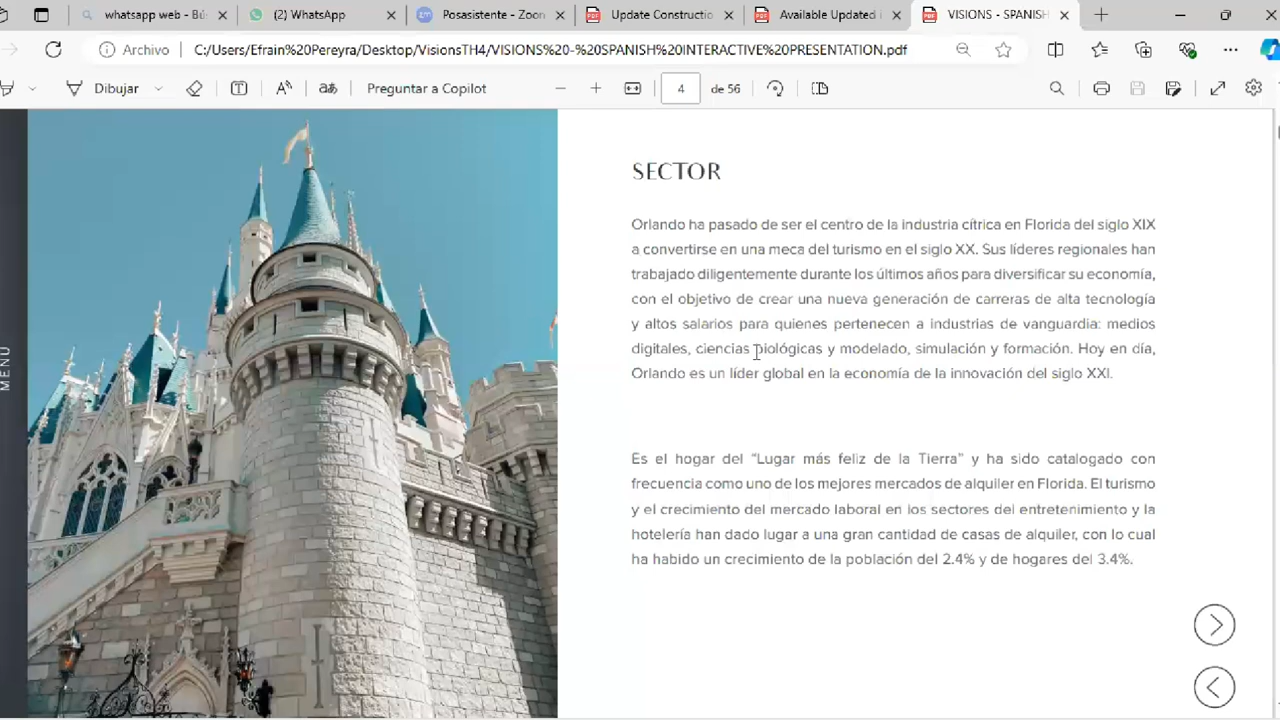 whatsapp web - Bú
(2) WhatsApp
Posasistente - Zoon
Update Constructio
Available Updated I
VISIONS - SPANISH
Archivo
C:/Users/Efrain%20Pereyra/Desktop/VisionsTH4/VISIONS%20-%20SPANISH%20INTERACTIVE%20PRESENTATION.pdf
Dibujar
Preguntar a Copilot
4 de 56
MENU
SECTOR
Orlando ha pasado de ser el centro de la industria cítrica en Florida del siglo XIX
a convertirse en una meca del turismo en el siglo XX. Sus líderes regionales han
trabajado diligentemente durante los últimos años para diversificar su economía,
con el objetivo de crear una nueva generación de carreras de alta tecnología
y altos salarios para quienes pertenecen a industrias de vanguardia: medios
digitales, ciencias biológicas y modelado, simulación y formación. Hoy en día,
Orlando es un líder global en la economía de la innovación del siglo XXI.
Es el hogar del “Lugar más feliz de la Tierra” y ha sido catalogado con
frecuencia como uno de los mejores mercados de alquiler en Florida. El turismo
y el crecimiento del mercado laboral en los sectores del entretenimiento y la
hotelería han dado lugar a una gran cantidad de casas de alquiler, con lo cual
ha habido un crecimiento de la población del 2.4% y de hogares del 3.4%.